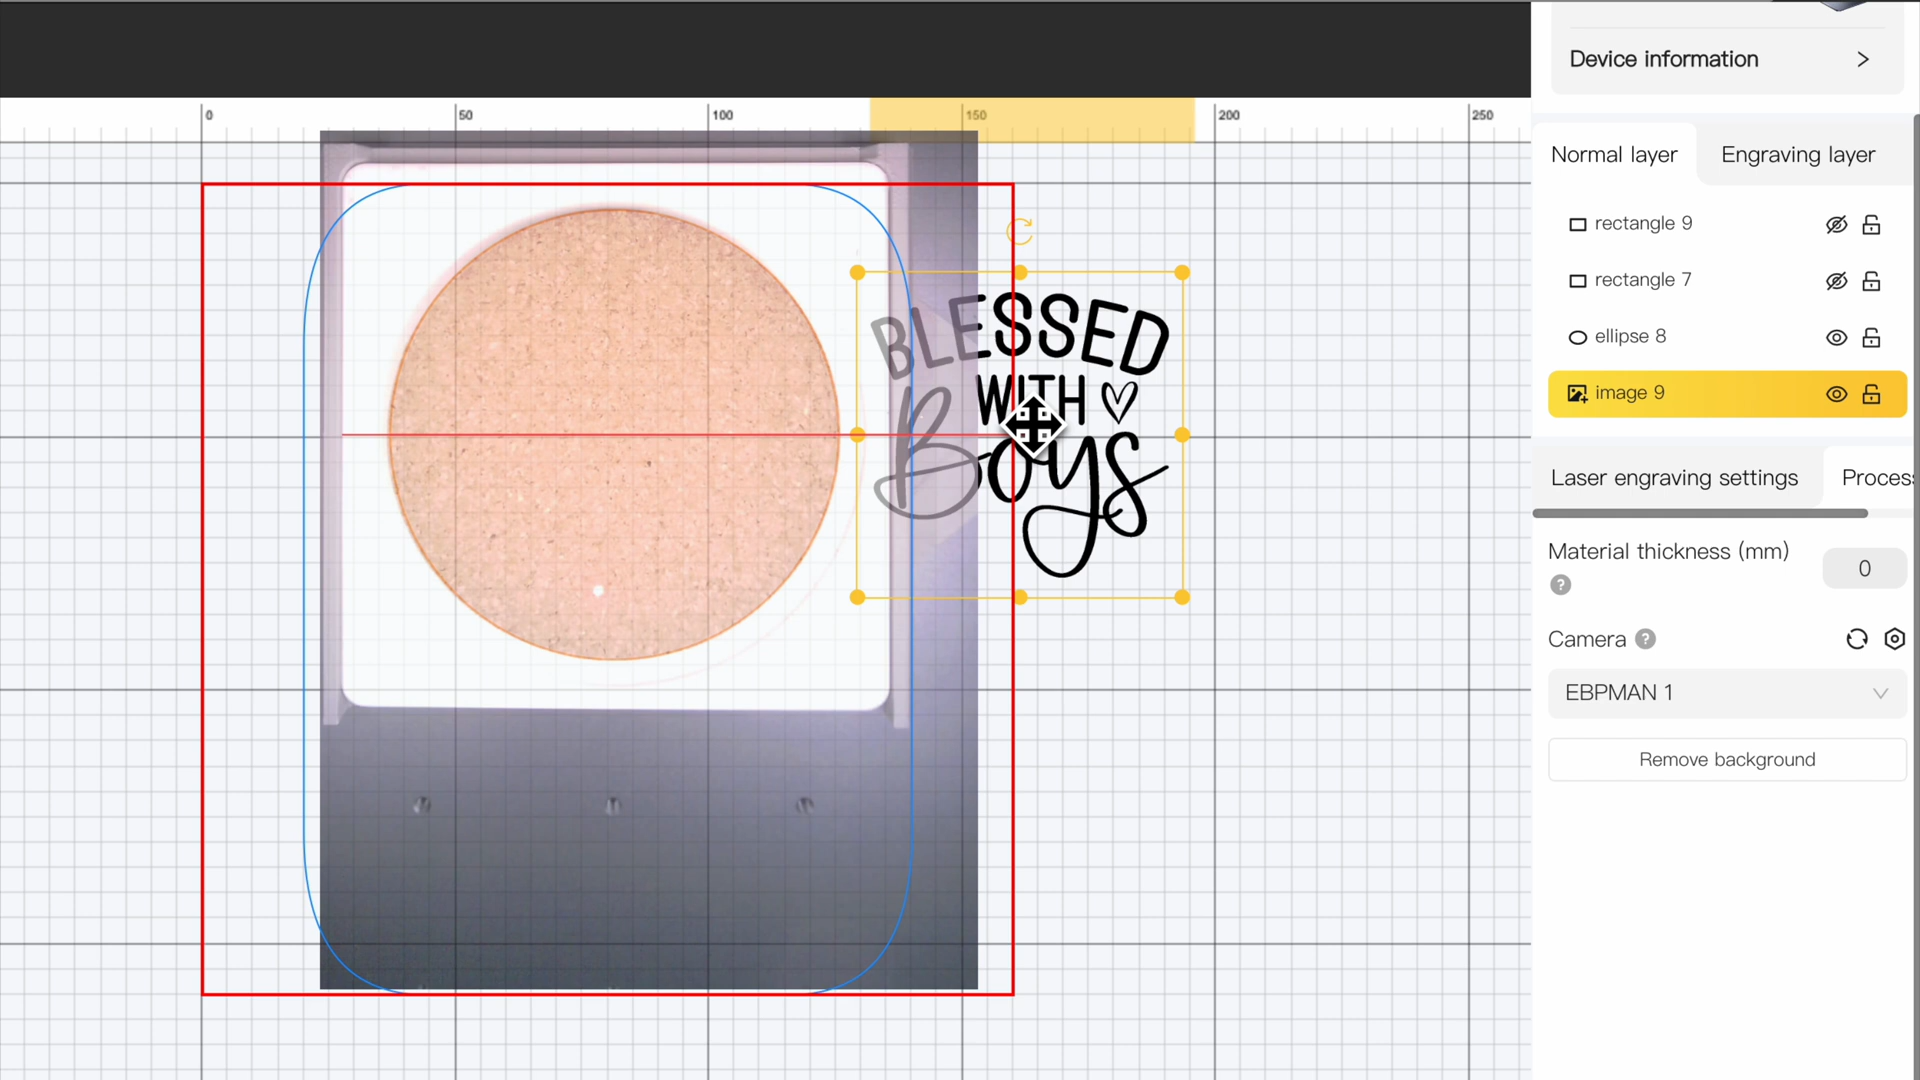 Device information
0 50 100 150 200 250
Normal layer
Engraving layer
rectangle 9
rectangle 7
ellipse 8
image 9
BLESSED
WITH
Boys
Laser engraving settings
Process
Material thickness (mm)
0
?
Camera ?
EBPMAN 1
Remove background